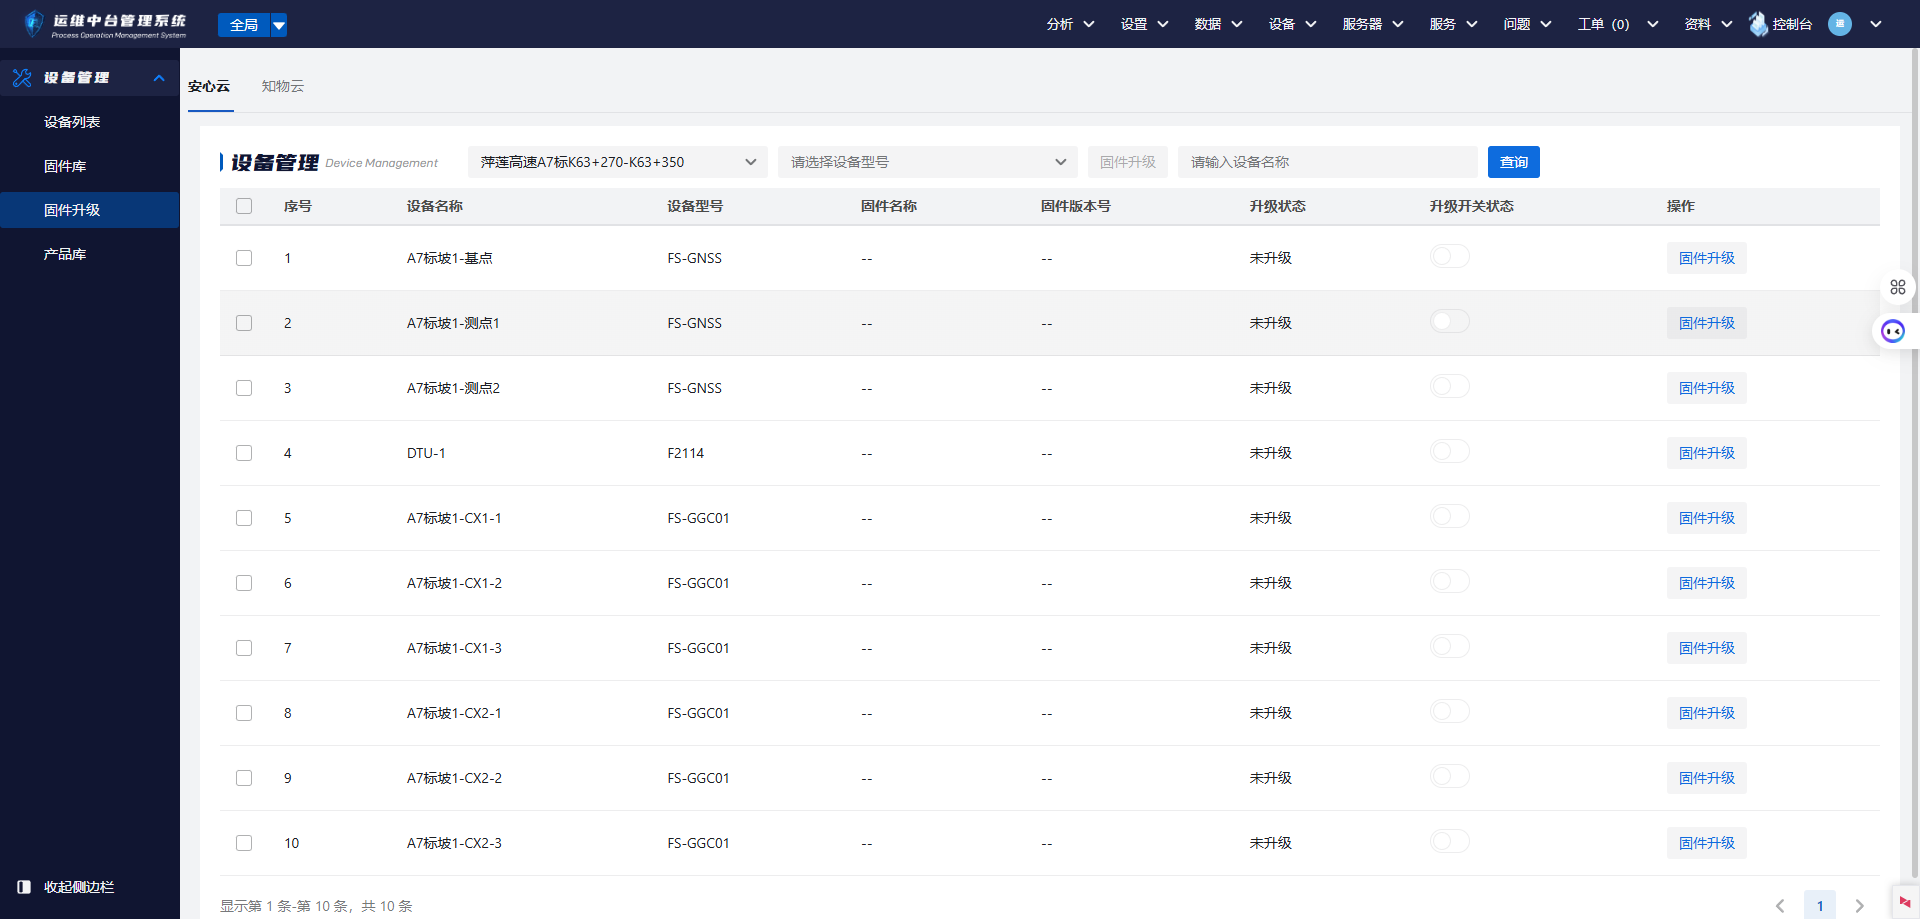 运维中台管理系统
Process Operation Management System
全局
分析 设置 数据 设备 服务器 服务 问题 工单 (0) 资料 控制台 运
设备管理
设备列表
固件库
固件升级
产品库
收起侧边栏
安心云 知物云
设备管理 Device Management 萍莲高速A7标K63+270-K63+350 请选择设备型号 固件升级 请输入设备名称 查询
序号 设备名称 设备型号 固件名称 固件版本号 升级状态 升级开关状态 操作
1 A7标坡1-基点 FS-GNSS -- -- 未升级 固件升级
2 A7标坡1-测点1 FS-GNSS -- -- 未升级 固件升级
3 A7标坡1-测点2 FS-GNSS -- -- 未升级 固件升级
4 DTU-1 F2114 -- -- 未升级 固件升级
5 A7标坡1-CX1-1 FS-GGC01 -- -- 未升级 固件升级
6 A7标坡1-CX1-2 FS-GGC01 -- -- 未升级 固件升级
7 A7标坡1-CX1-3 FS-GGC01 -- -- 未升级 固件升级
8 A7标坡1-CX2-1 FS-GGC01 -- -- 未升级 固件升级
9 A7标坡1-CX2-2 FS-GGC01 -- -- 未升级 固件升级
10 A7标坡1-CX2-3 FS-GGC01 -- -- 未升级 固件升级
显示第 1 条-第 10 条，共 10 条 1